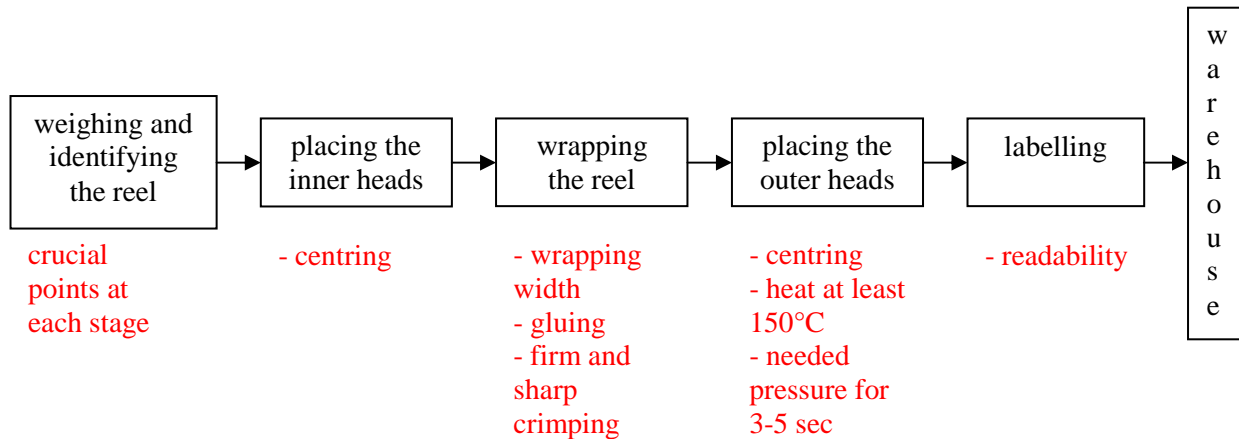 weighing and
identifying
the reel
placing the
inner heads
wrapping
the reel
placing the
outer heads
labelling
w
a
r
e
h
o
u
s
e
crucial
points at
each stage
- centring
- wrapping
width
- gluing
- firm and
sharp
crimping
- centring
- heat at least
150°C
- needed
pressure for
3-5 sec
- readability